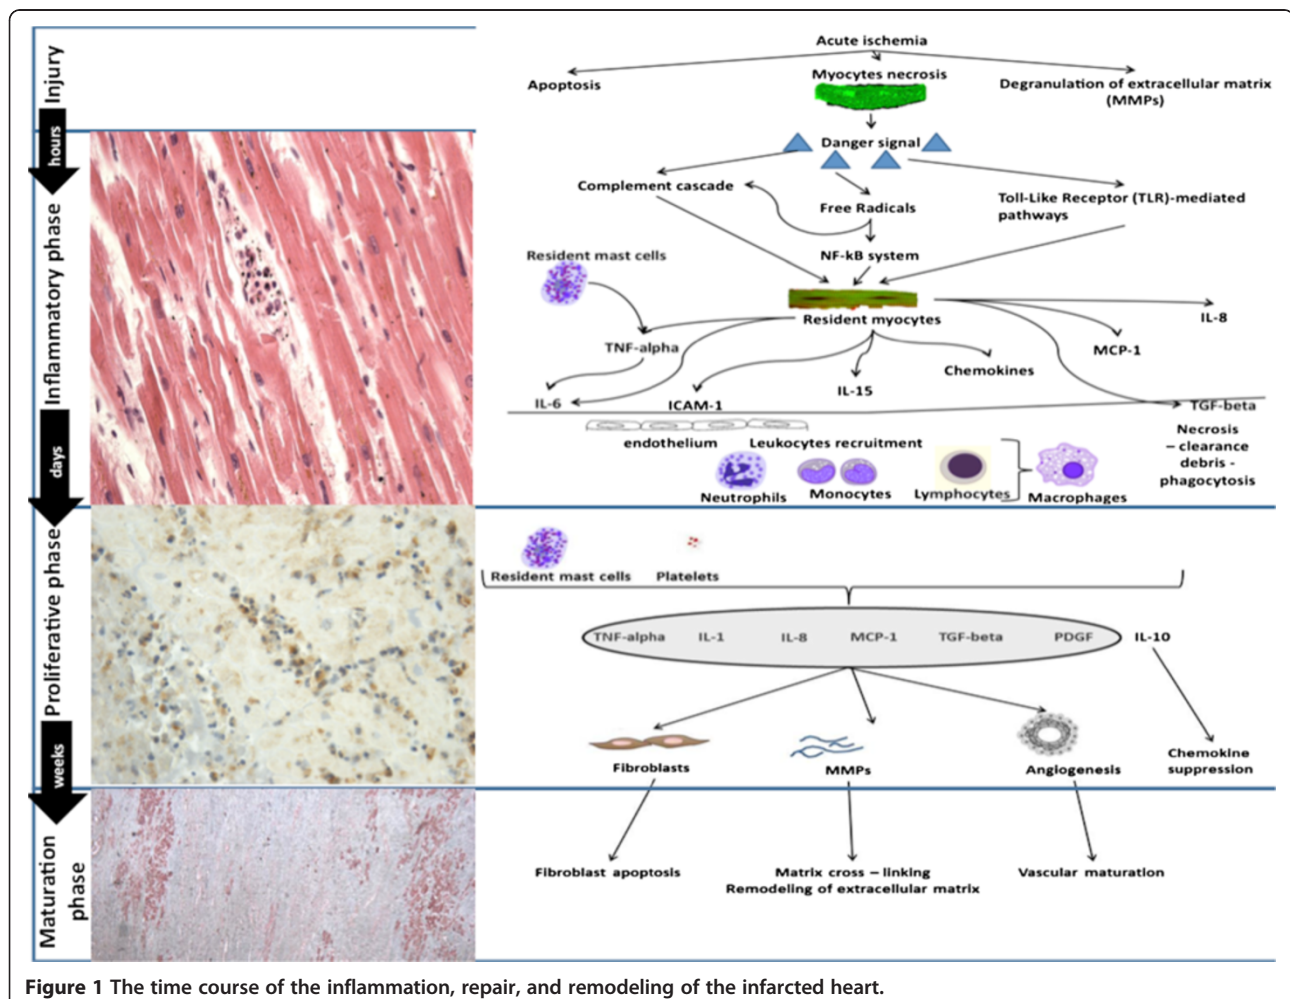 Injury
hours
Inflammatory phase
days
Proliferative phase
weeks
Maturation
phase
Acute ischemia
Apoptosis
Myocytes necrosis
Degranulation of extracellular matrix
(MMPs)
Danger signal
Complement cascade
Free Radicals
Toll-Like Receptor (TLR)-mediated
pathways
NF-kB system
Resident mast cells
Resident myocytes
IL-8
TNF-alpha
MCP-1
Chemokines
IL-15
IL-6
ICAM-1
TGF-beta
endothelium
Leukocytes recruitment
Necrosis
– clearance
debris -
phagocytosis
Neutrophils
Monocytes
Lymphocytes
Macrophages
Resident mast cells
Platelets
TNF-alpha
IL-1
IL-8
MCP-1
TGF-beta
PDGF
IL-10
Fibroblasts
MMPs
Angiogenesis
Chemokine
suppression
Fibroblast apoptosis
Matrix cross – linking
Remodeling of extracellular matrix
Vascular maturation
Figure 1 The time course of the inflammation, repair, and remodeling of the infarcted heart.